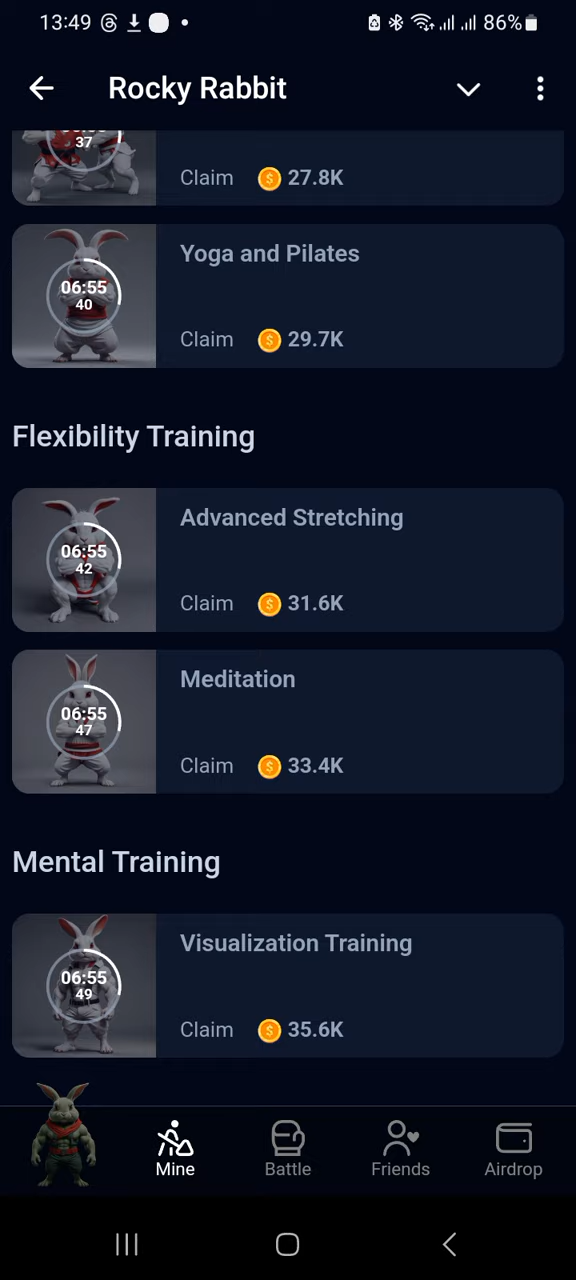 13:49
86%
Rocky Rabbit
37
Claim 27.8K
Yoga and Pilates
06:55
40
Claim 29.7K
Flexibility Training
Advanced Stretching
06:55
42
Claim 31.6K
Meditation
06:55
47
Claim 33.4K
Mental Training
Visualization Training
06:55
49
Claim 35.6K
Mine Battle Friends Airdrop